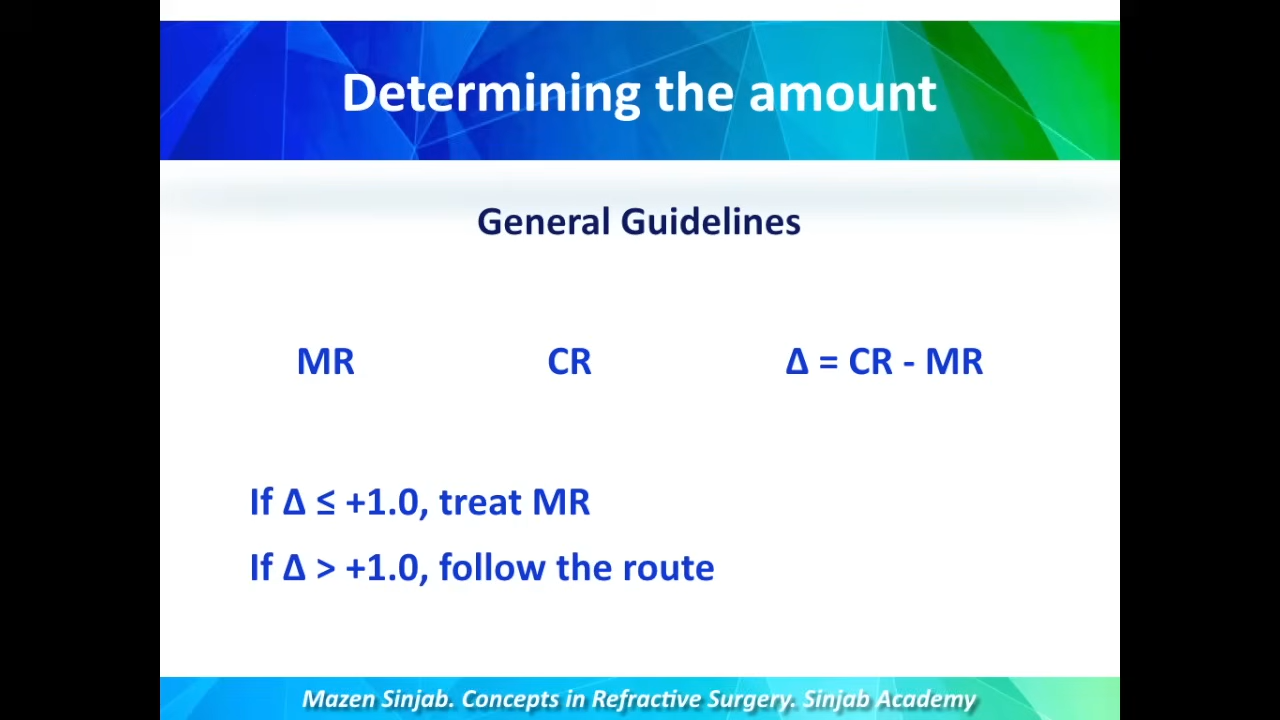 Determining the amount
General Guidelines
MR CR Δ = CR - MR
If Δ ≤ +1.0, treat MR
If Δ > +1.0, follow the route
Mazen Sinjab. Concepts in Refractive Surgery. Sinjab Academy